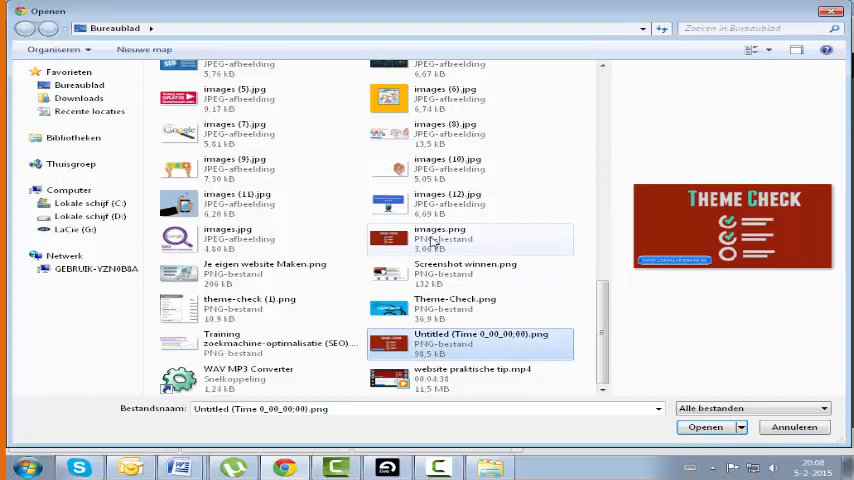 Openen
Bureaublad
Zoeken in Bureaublad
Organiseren
Nieuwe map
Favorieten
Bureaublad
Downloads
Recente locaties
Bibliotheken
Thuisgroep
Computer
Lokale schijf (C:)
Lokale schijf (D:)
LaCie (G:)
Netwerk
GEBRUIK-YZN0B8A
JPEG-afbeelding
5,76 kB
JPEG-afbeelding
6,67 kB
images (5).jpg
JPEG-afbeelding
9,17 kB
images (6).jpg
JPEG-afbeelding
6,74 kB
images (7).jpg
JPEG-afbeelding
5,81 kB
images (8).jpg
JPEG-afbeelding
13,5 kB
images (9).jpg
JPEG-afbeelding
7,20 kB
images (10).jpg
JPEG-afbeelding
5,05 kB
images (11).jpg
JPEG-afbeelding
6,20 kB
images (12).jpg
JPEG-afbeelding
6,69 kB
images.jpg
JPEG-afbeelding
4,80 kB
images.png
PNG-bestand
3,06 kB
Je eigen website Maken.png
PNG-bestand
206 kB
Screenshot winnen.png
PNG-bestand
132 kB
theme-check (1).png
PNG-bestand
10,9 kB
Theme-Check.png
PNG-bestand
36,9 kB
Training
zoekmachine-optimalisatie (SEO)....
PNG-bestand
Untitled (Time 0_00_00;00).png
PNG-bestand
98,5 kB
WAV MP3 Converter
Snelkoppeling
1,24 kB
website praktische tip.mp4
00:04:38
11,5 MB
THEME CHECK
WWW.LOKAALVINDBAAR.NL
Bestandsnaam:
Untitled (Time 0_00_00;00).png
Alle bestanden
Openen
Annuleren
20:08
5-2-2015